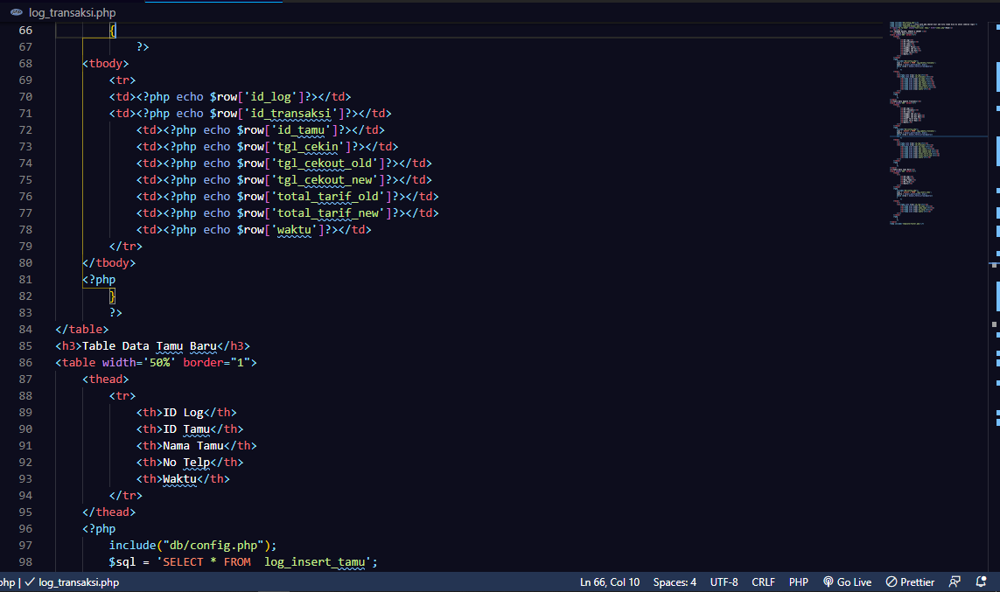 log_transaksi.php
66 {
67 ?>
68 <tbody>
69 <tr>
70 <td><?php echo $row['id_log']?></td>
71 <td><?php echo $row['id_transaksi']?></td>
72 <td><?php echo $row['id_tamu']?></td>
73 <td><?php echo $row['tgl_cekin']?></td>
74 <td><?php echo $row['tgl_cekout_old']?></td>
75 <td><?php echo $row['tgl_cekout_new']?></td>
76 <td><?php echo $row['total_tarif_old']?></td>
77 <td><?php echo $row['total_tarif_new']?></td>
78 <td><?php echo $row['waktu']?></td>
79 </tr>
80 </tbody>
81 <?php
82 }
83 ?>
84 </table>
85 <h3>Table Data Tamu Baru</h3>
86 <table width='50%' border="1">
87 <thead>
88 <tr>
89 <th>ID Log</th>
90 <th>ID Tamu</th>
91 <th>Nama Tamu</th>
92 <th>No Telp</th>
93 <th>Waktu</th>
94 </tr>
95 </thead>
96 <?php
97 include("db/config.php");
98 $sql = 'SELECT * FROM  log_insert_tamu';
php | ✓ log_transaksi.php Ln 66, Col 10 Spaces: 4 UTF-8 CRLF PHP Go Live Prettier